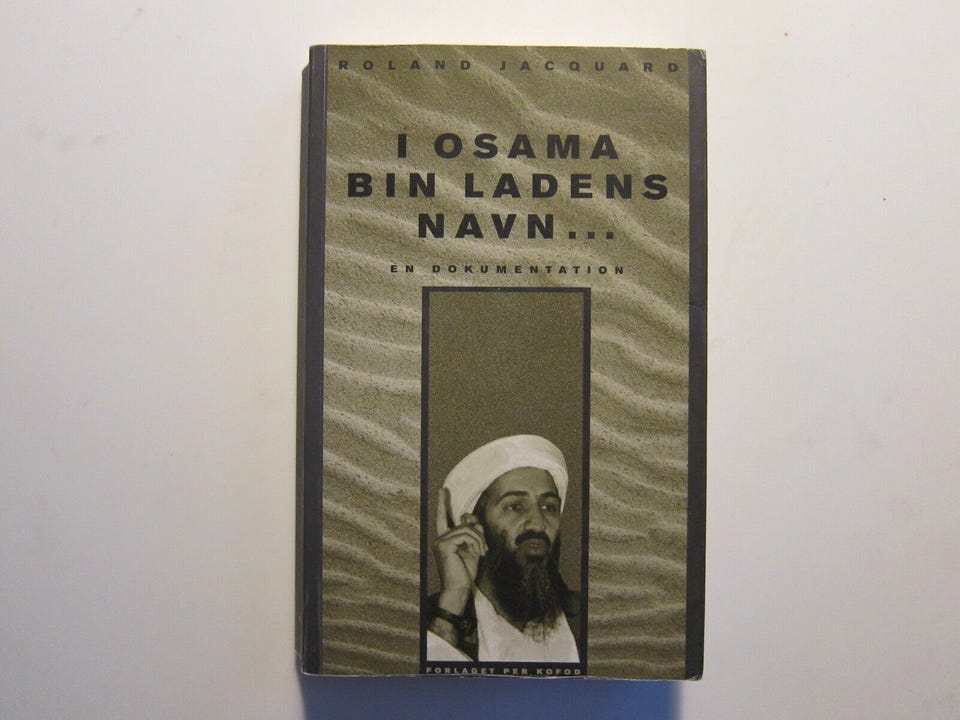 ROLAND JACQUARD
I OSAMA
BIN LADENS
NAVN...
EN DOKUMENTATION
FORLAGET PER KOFOD